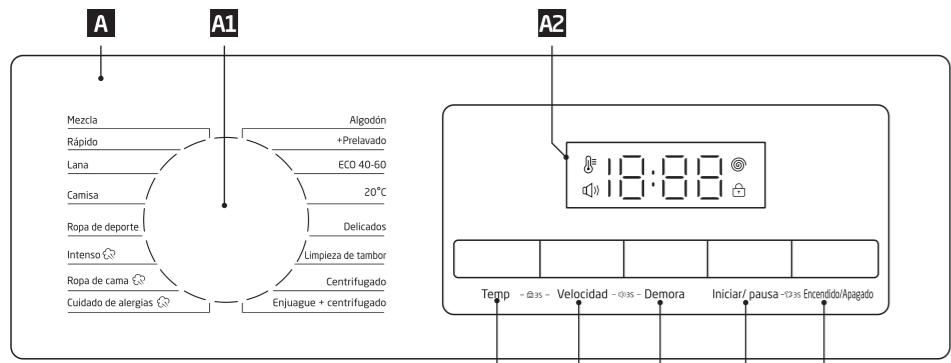 A A1 A2
Mezcla
Rápido
Lana
Camisa
Ropa de deporte
Intenso
Ropa de cama
Cuidado de alergias
Algodón
+Prelavado
ECO 40-60
20°C
Delicados
Limpieza de tambor
Centrifugado
Enjuague + centrifugado
18:88
Temp - 3S - Velocidad - 3S - Demora Iniciar/ pausa - 3S Encendido/Apagado